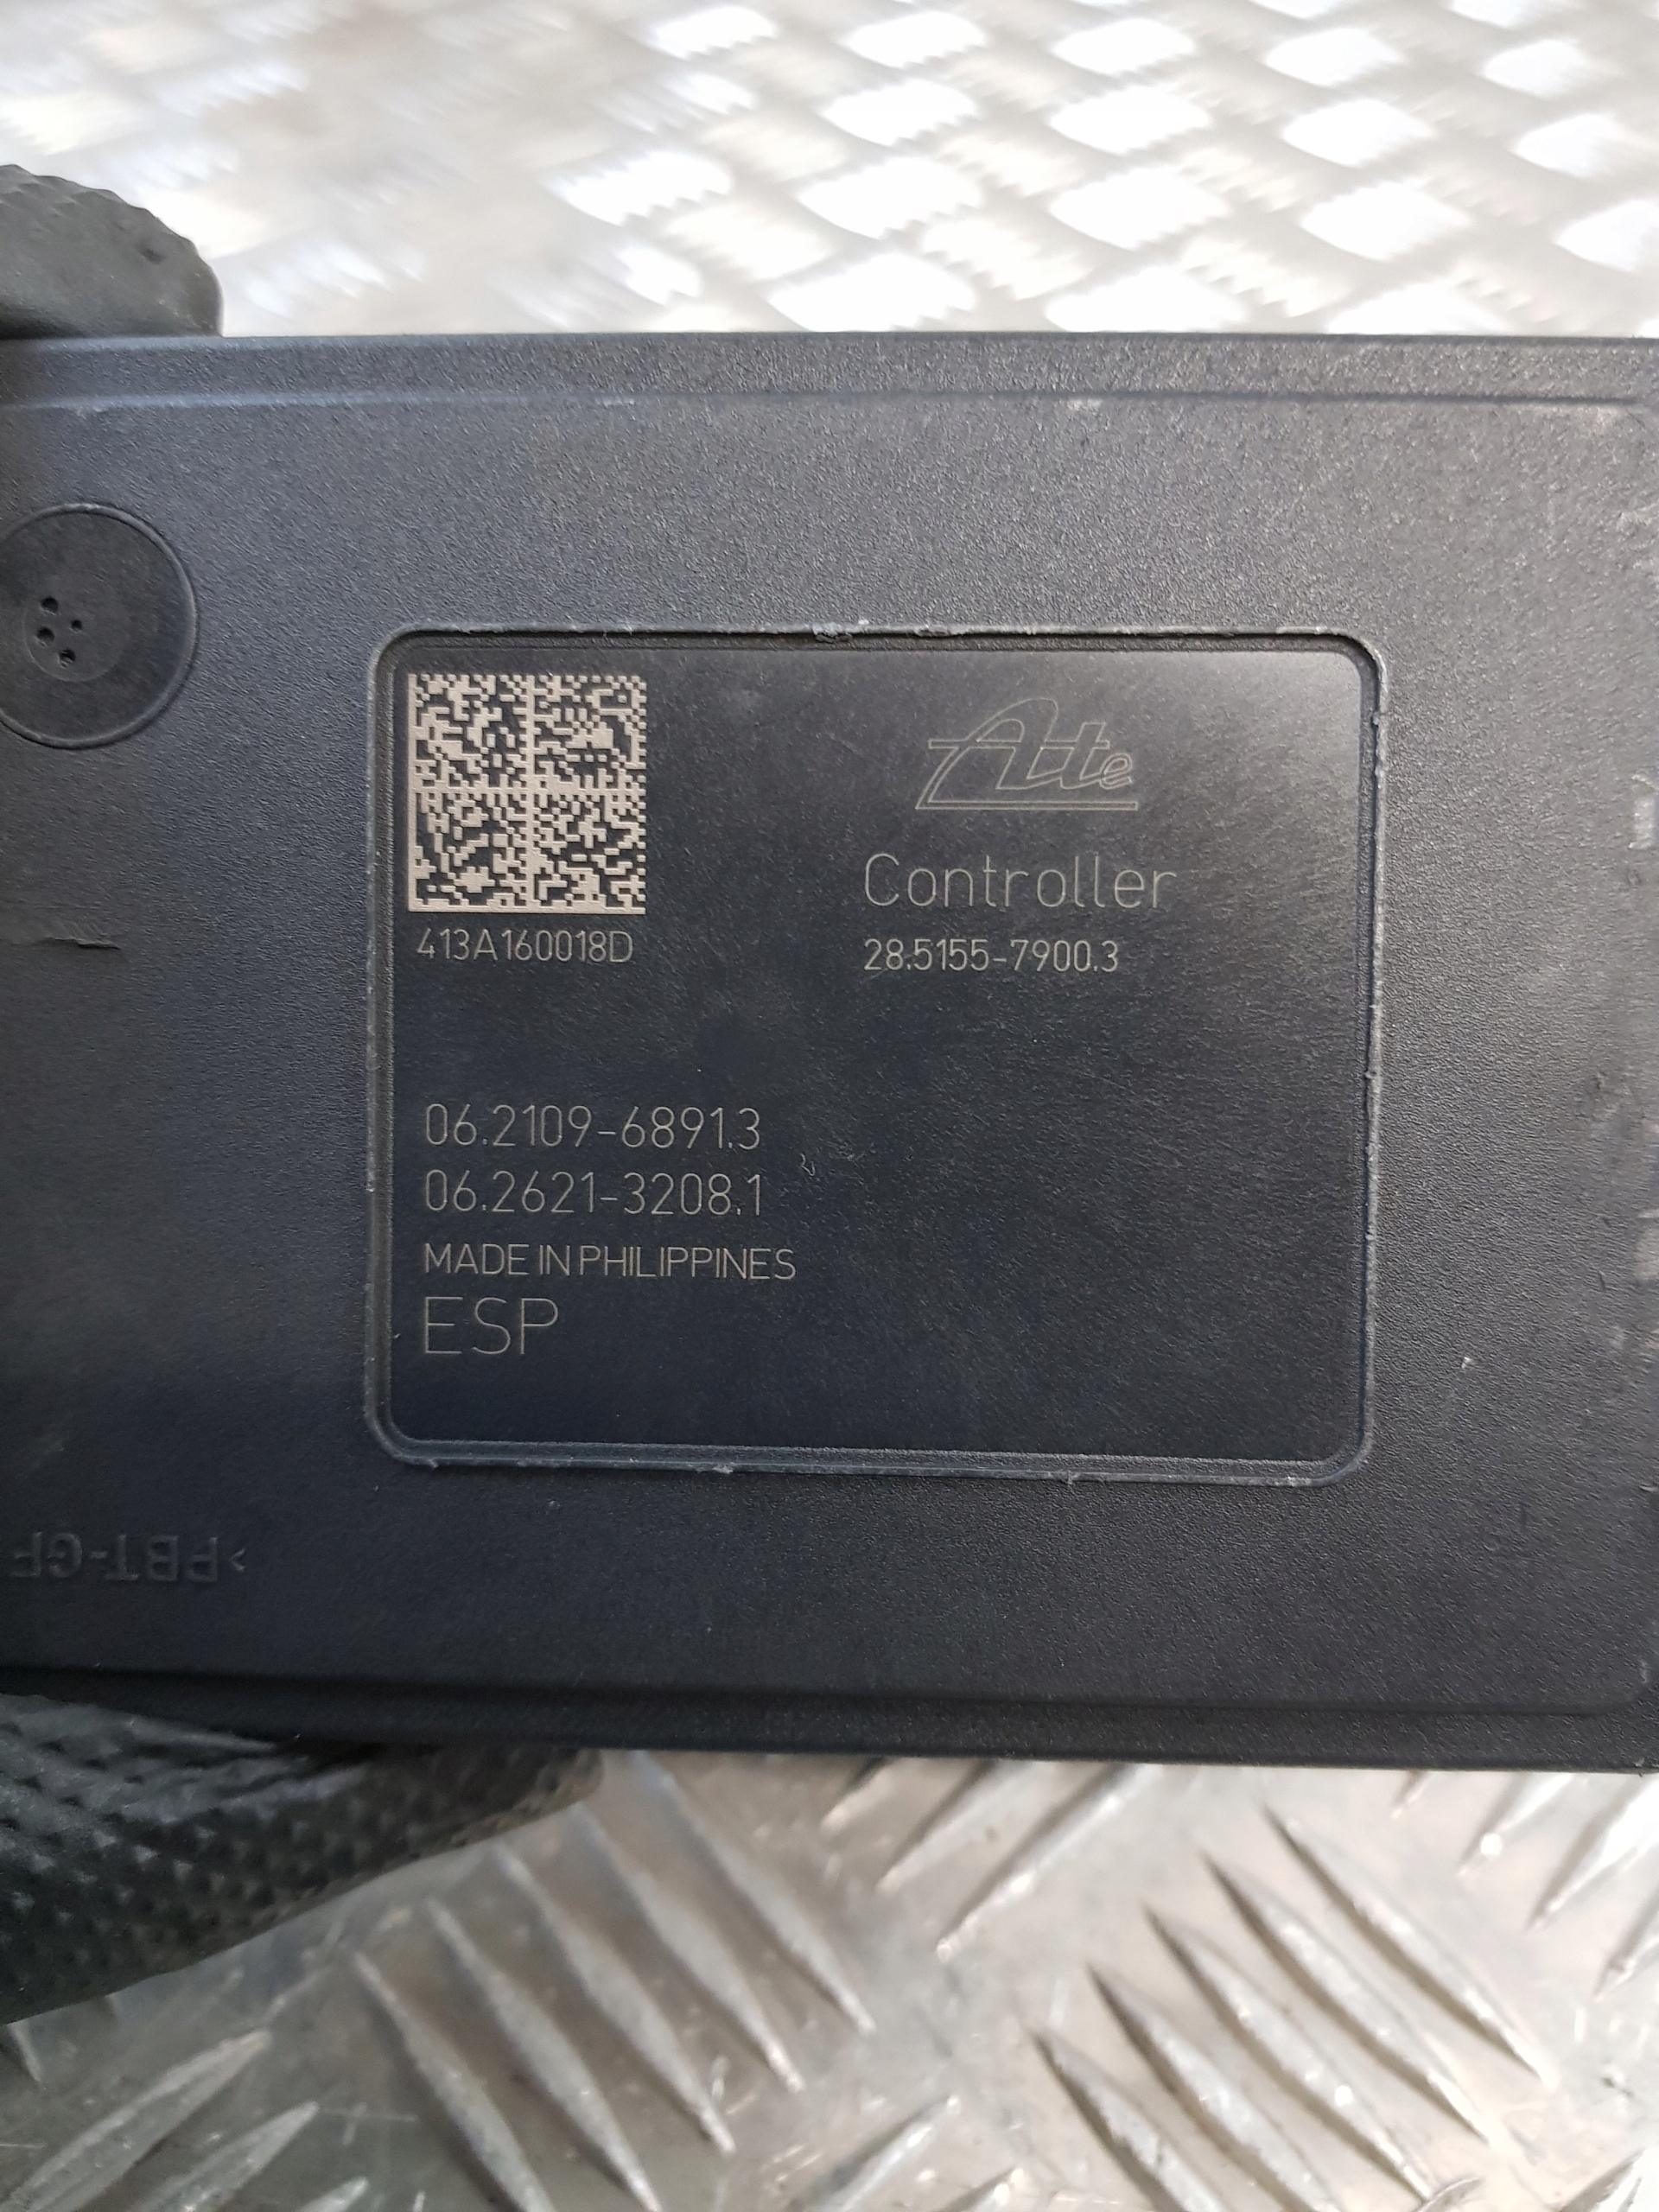 Ate
Controller
413A160018D
28.5155-7900.3
06.2109-6891.3
06.2621-3208.1
MADE IN PHILIPPINES
ESP
>PBT-GF